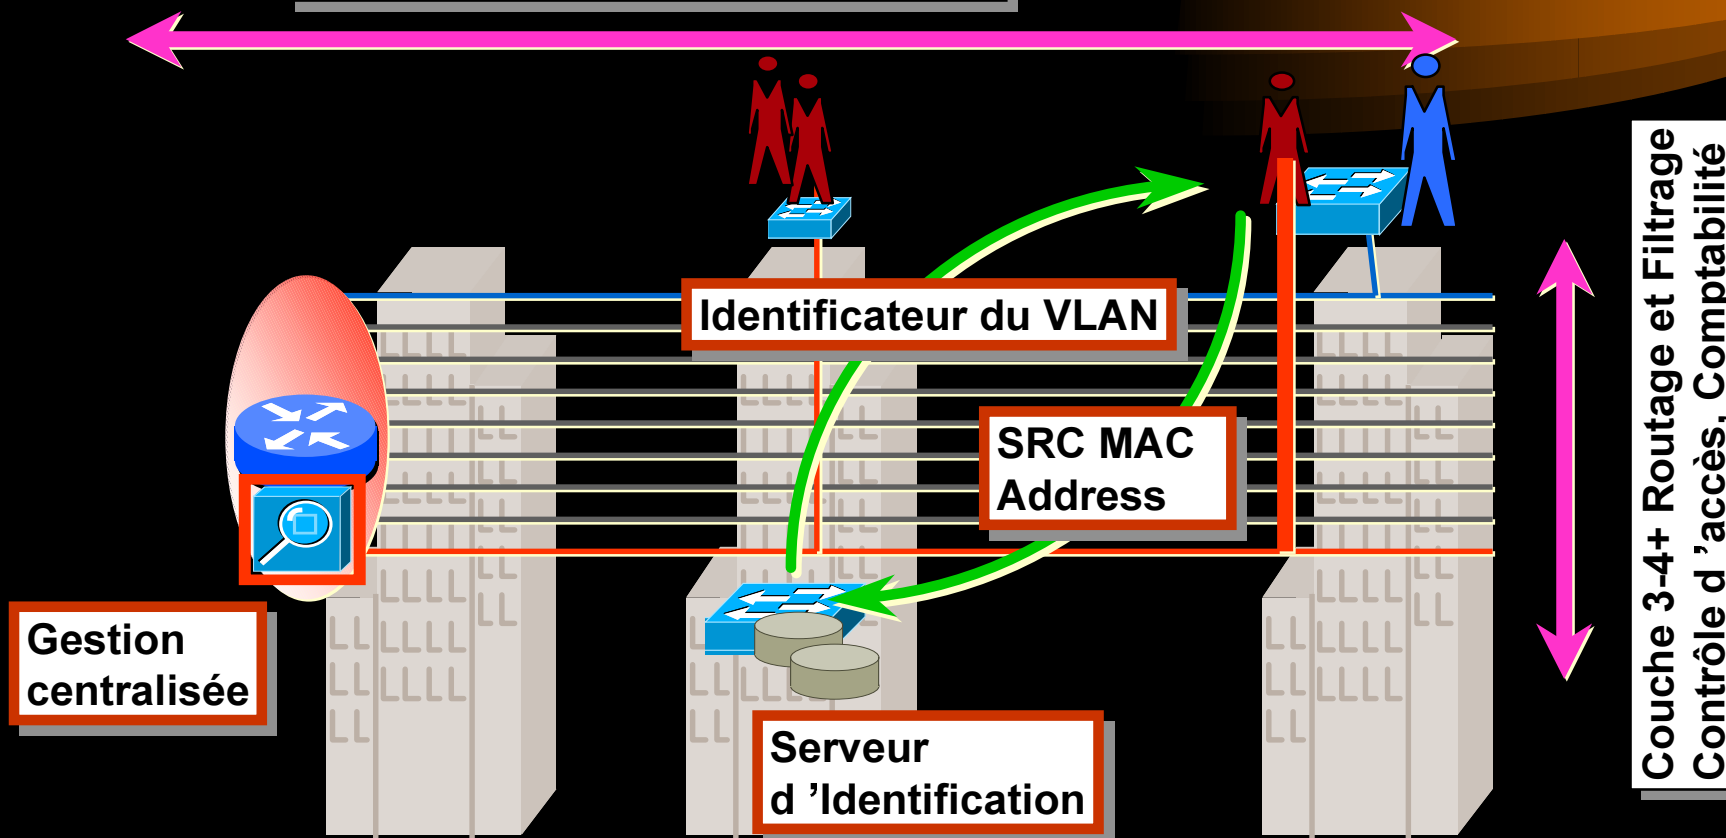 Identificateur du VLAN
SRC MAC
Address
Gestion
centralisée
Serveur
d ’Identification
Couche 3-4+ Routage et Filtrage
Contrôle d ’accès, Comptabilité